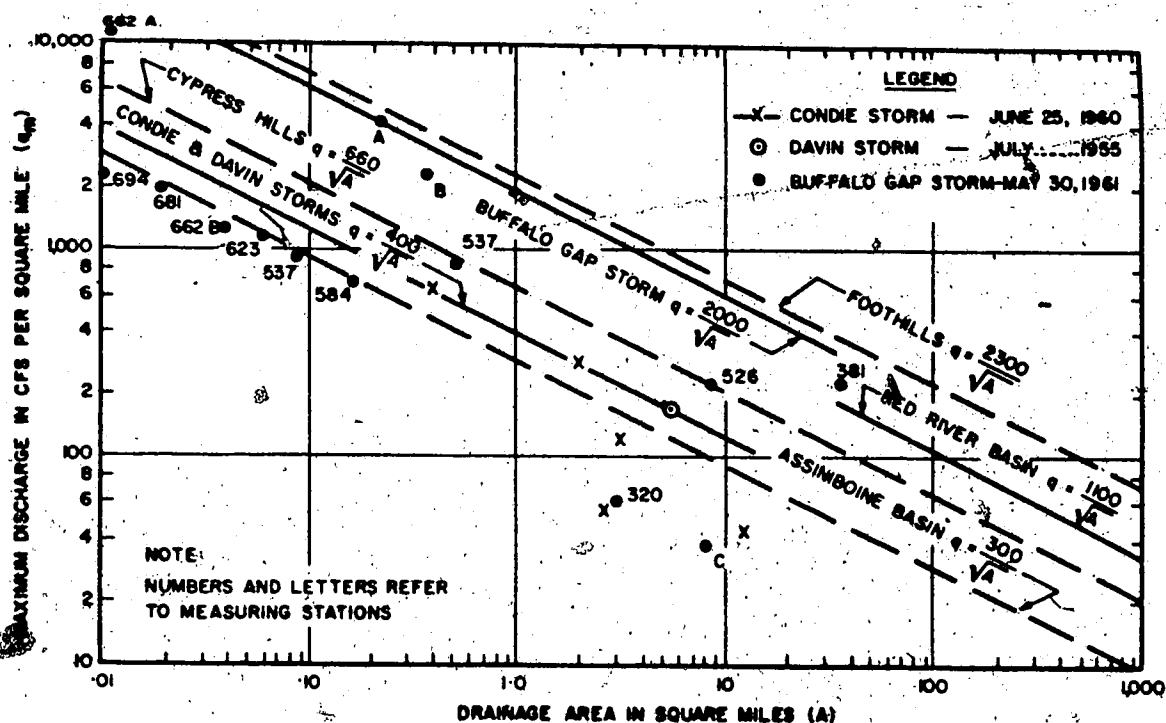 662 A.
10,000
8
6
4
2
1,000
8
6
4
2
100
8
6
4
2
10
MAXIMUM DISCHARGE IN CFS PER SQUARE MILE (qm)
LEGEND
—X— CONDIE STORM — JUNE 25, 1960
⊙ DAVIN STORM — JULY......1955
● BUFFALO GAP STORM-MAY 30, 1961
CYPRESS HILLS q = 660/√A
CONDIE & DAVIN STORMS q = 400/√A
BUFFALO GAP STORM q = 2000/√A
FOOTHILLS q = 2300/√A
RED RIVER BASIN q = 1100/√A
ASSINIBOINE BASIN q = 300/√A
A
B
694
681
662 B
623
537
584
537
526
381
320
C
NOTE:
NUMBERS AND LETTERS REFER
TO MEASURING STATIONS
.01 .10 1.0 10 100 1,000
DRAINAGE AREA IN SQUARE MILES (A)